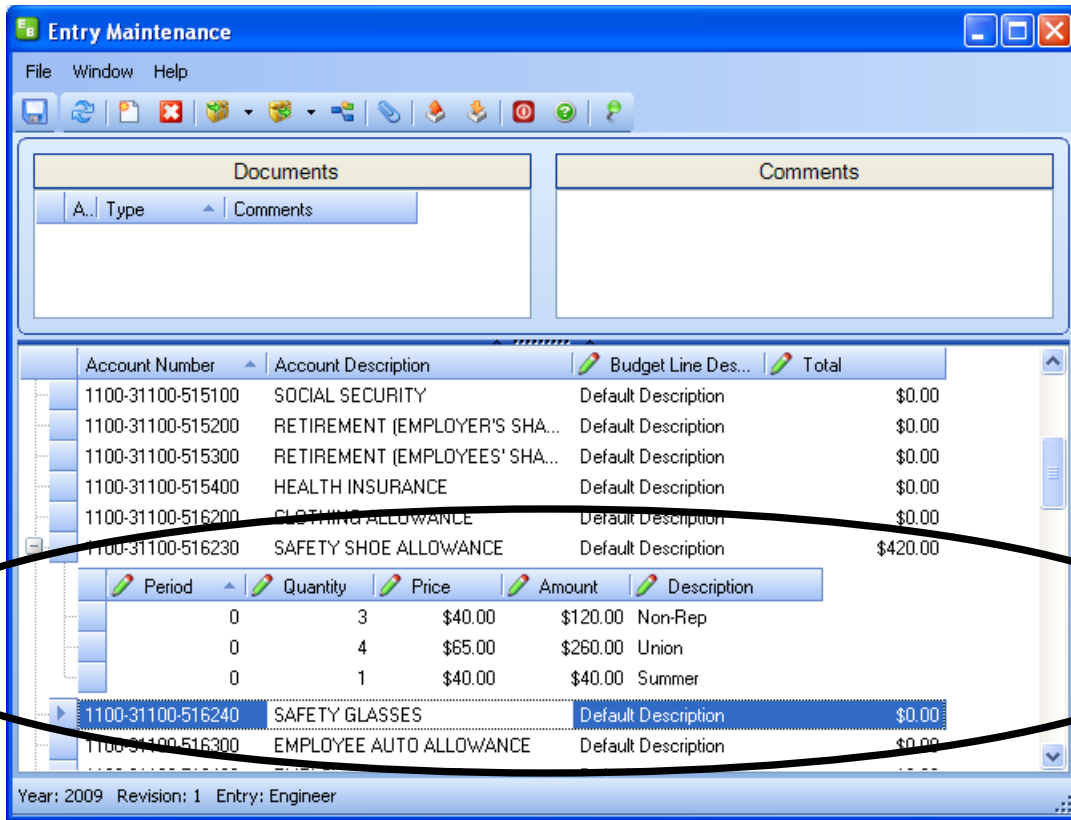 EB Entry Maintenance
File Window Help
Documents Comments
A.. Type Comments
Account Number Account Description Budget Line Des... Total
1100-31100-515100 SOCIAL SECURITY Default Description $0.00
1100-31100-515200 RETIREMENT (EMPLOYER'S SHA... Default Description $0.00
1100-31100-515300 RETIREMENT (EMPLOYEES' SHA... Default Description $0.00
1100-31100-515400 HEALTH INSURANCE Default Description $0.00
1100-31100-516200 CLOTHING ALLOWANCE Default Description $0.00
1100-31100-516230 SAFETY SHOE ALLOWANCE Default Description $420.00
Period Quantity Price Amount Description
0 3 $40.00 $120.00 Non-Rep
0 4 $65.00 $260.00 Union
0 1 $40.00 $40.00 Summer
1100-31100-516240 SAFETY GLASSES Default Description $0.00
1100-31100-516300 EMPLOYEE AUTO ALLOWANCE Default Description $0.00
Year: 2009 Revision: 1 Entry: Engineer